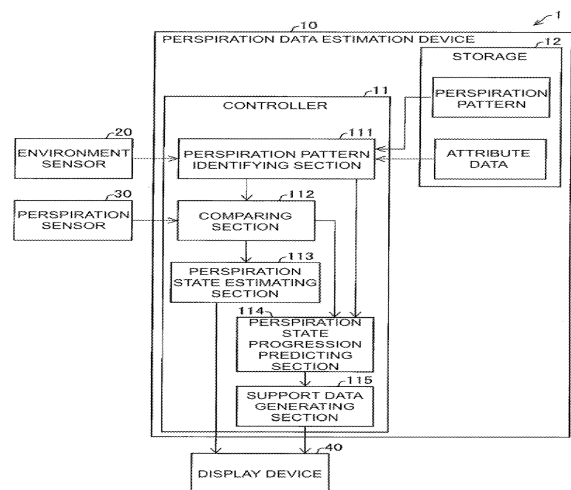 1
10
PERSPIRATION DATA ESTIMATION DEVICE
12
STORAGE
PERSPIRATION
PATTERN
ATTRIBUTE
DATA
11
CONTROLLER
20
ENVIRONMENT
SENSOR
111
PERSPIRATION PATTERN
IDENTIFYING SECTION
30
PERSPIRATION
SENSOR
112
COMPARING
SECTION
113
PERSPIRATION
STATE ESTIMATING
SECTION
114
PERSPIRATION
STATE
PROGRESSION
PREDICTING
SECTION
115
SUPPORT DATA
GENERATING
SECTION
40
DISPLAY DEVICE